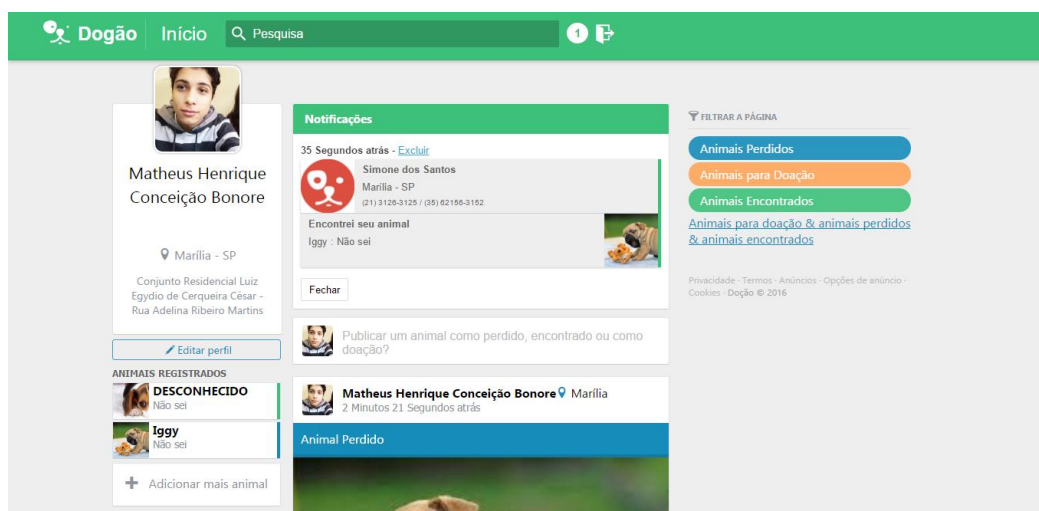 Dogão Início Pesquisa 1
Matheus Henrique
Conceição Bonore
Marília - SP
Conjunto Residencial Luiz
Egydio de Cerqueira César -
Rua Adelina Ribeiro Martins
Editar perfil
ANIMAIS REGISTRADOS
DESCONHECIDO
Não sei
Iggy
Não sei
Adicionar mais animal
Notificações
35 Segundos atrás - Excluir
Simone dos Santos
Marília - SP
(21) 3126-3125 / (35) 62156-3152
Encontrei seu animal
Iggy : Não sei
Fechar
Publicar um animal como perdido, encontrado ou como
doação?
Matheus Henrique Conceição Bonore Marília
2 Minutos 21 Segundos atrás
Animal Perdido
FILTRAR A PÁGINA
Animais Perdidos
Animais para Doação
Animais Encontrados
Animais para doação & animais perdidos
& animais encontrados
Privacidade · Termos · Anúncios · Opções de anúncio ·
Cookies · Doção © 2016